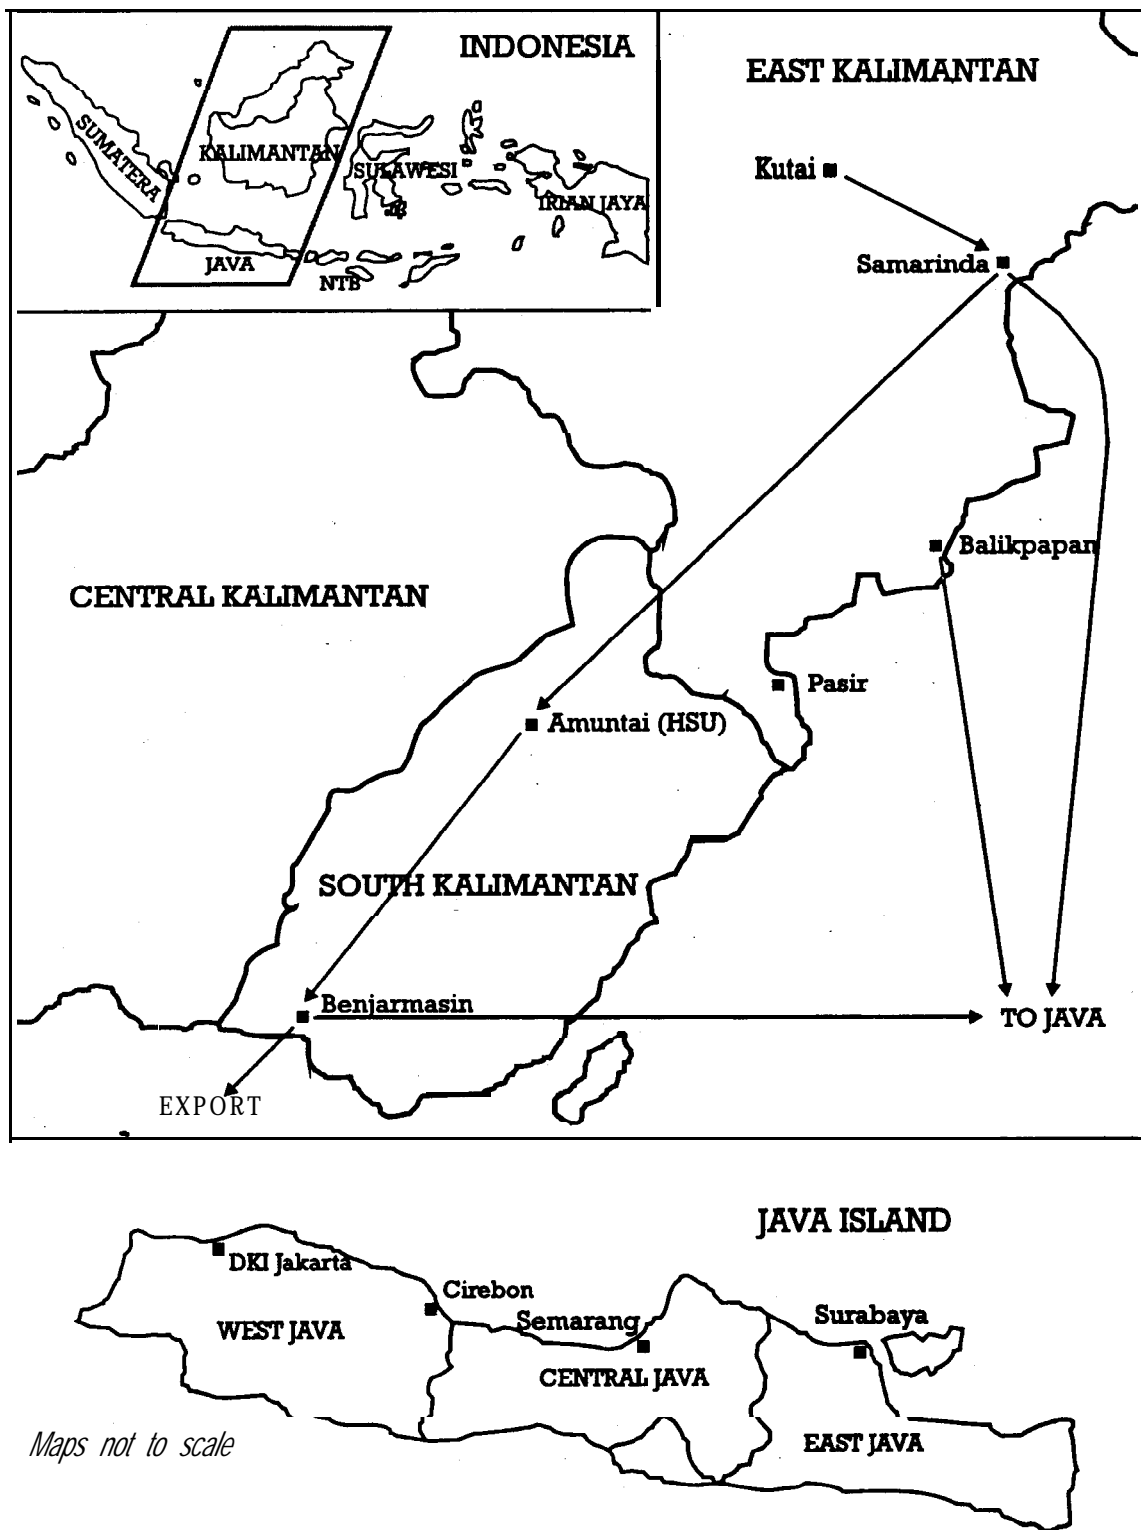 INDONESIA
SUMATERA
KALIMANTAN
SULAWESI
IRIAN JAYA
JAVA
NTB
EAST KALIMANTAN
Kutai
Samarinda
Balikpapan
CENTRAL KALIMANTAN
Pasir
Amuntai (HSU)
SOUTH KALIMANTAN
Benjarmasin
TO JAVA
EXPORT
JAVA ISLAND
DKI Jakarta
Cirebon
Semarang
Surabaya
WEST JAVA
CENTRAL JAVA
EAST JAVA
Maps not to scale